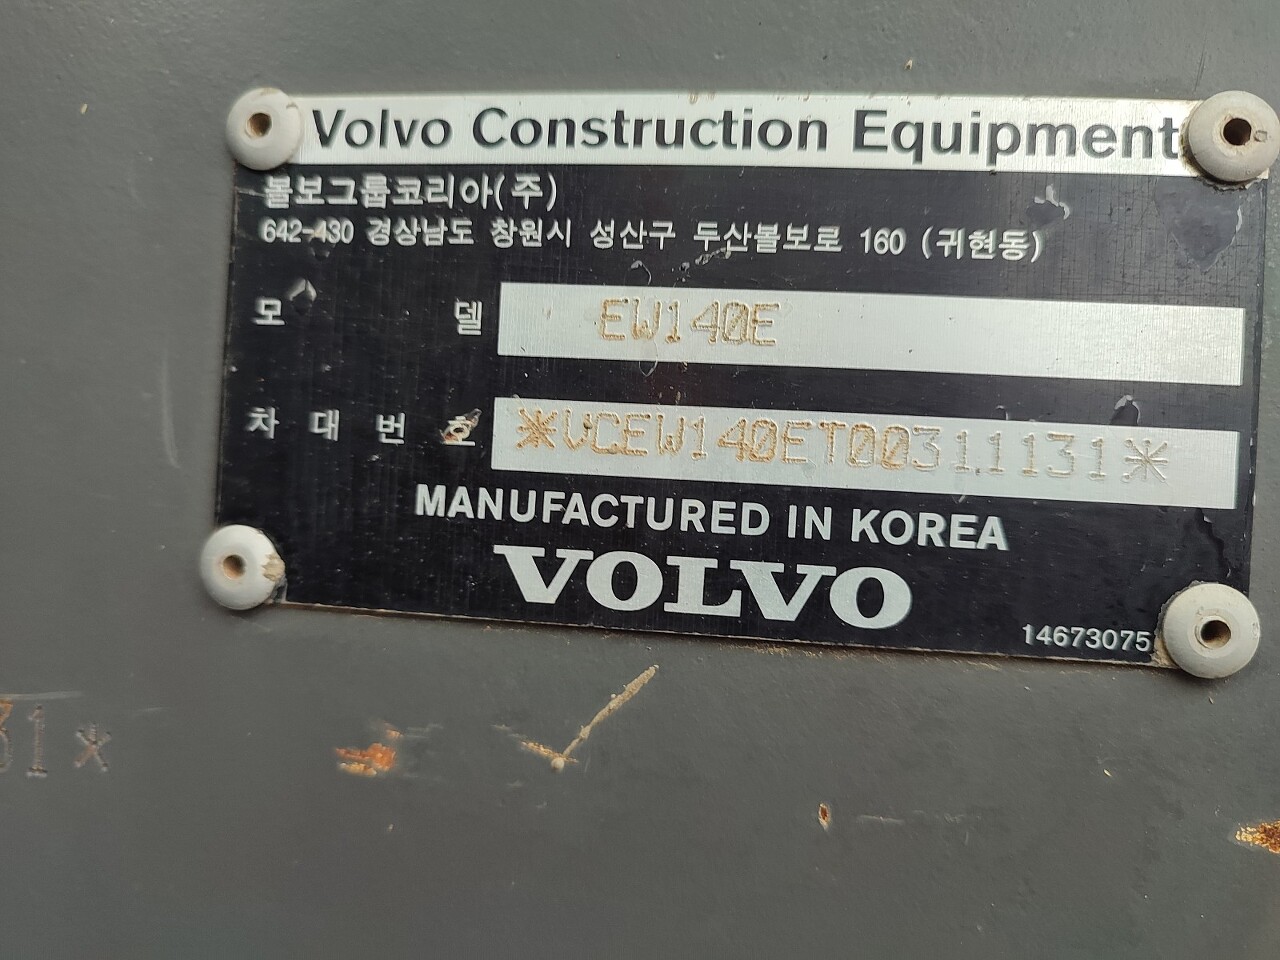 Volvo Construction Equipment
볼보그룹코리아(주)
642-430 경상남도 창원시 성산구 두산볼보로 160 (귀현동)
모 델 EW140E
차 대 번 호 *VCEW140ET00311131*
MANUFACTURED IN KOREA
VOLVO
14673075
31*